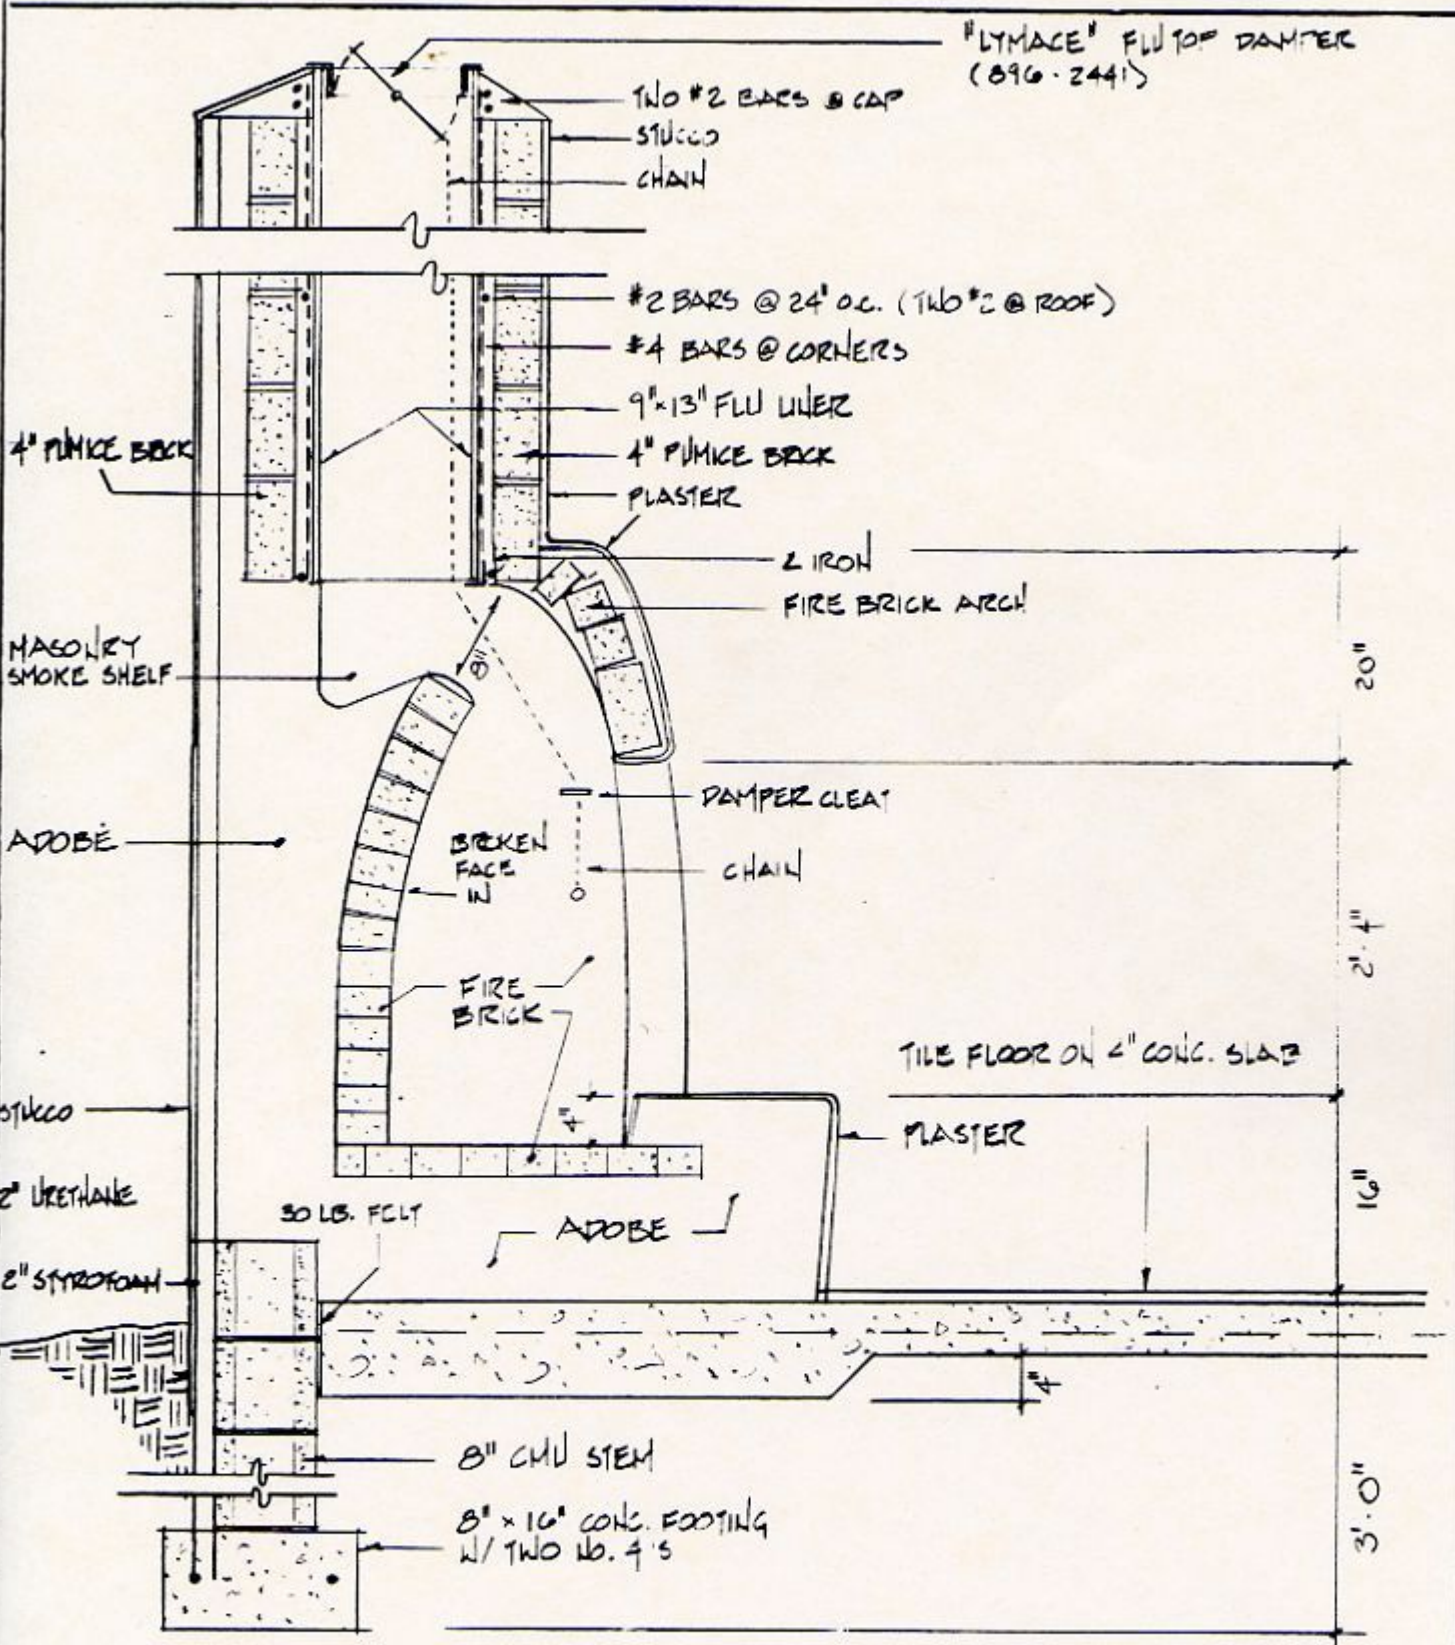 "LYMACE" FLUTOP DAMPER
(896-2441)
TWO #2 BARS @ CAP
STUCCO
CHAIN
#2 BARS @ 24" O.C. (TWO #2 @ ROOF)
#4 BARS @ CORNERS
9"x13" FLU LINER
4" PUMICE BRCK
4" PUMICE BRCK
PLASTER
L IRON
FIRE BRICK ARCH
MASONRY
SMOKE SHELF
8"
20"
DAMPER CLEAT
ADOBE
BROKEN
FACE
IN
CHAIN
2'-4"
FIRE
BRICK
TILE FLOOR ON 4" CONC. SLAB
STUCCO
4"
PLASTER
2" URETHANE
30 LB. FELT
ADOBE
16"
2" STYROFOAM
4"
8" CMU STEM
8" x 16" CONC. FOOTING
W/ TWO NO. 4'S
3'-0"